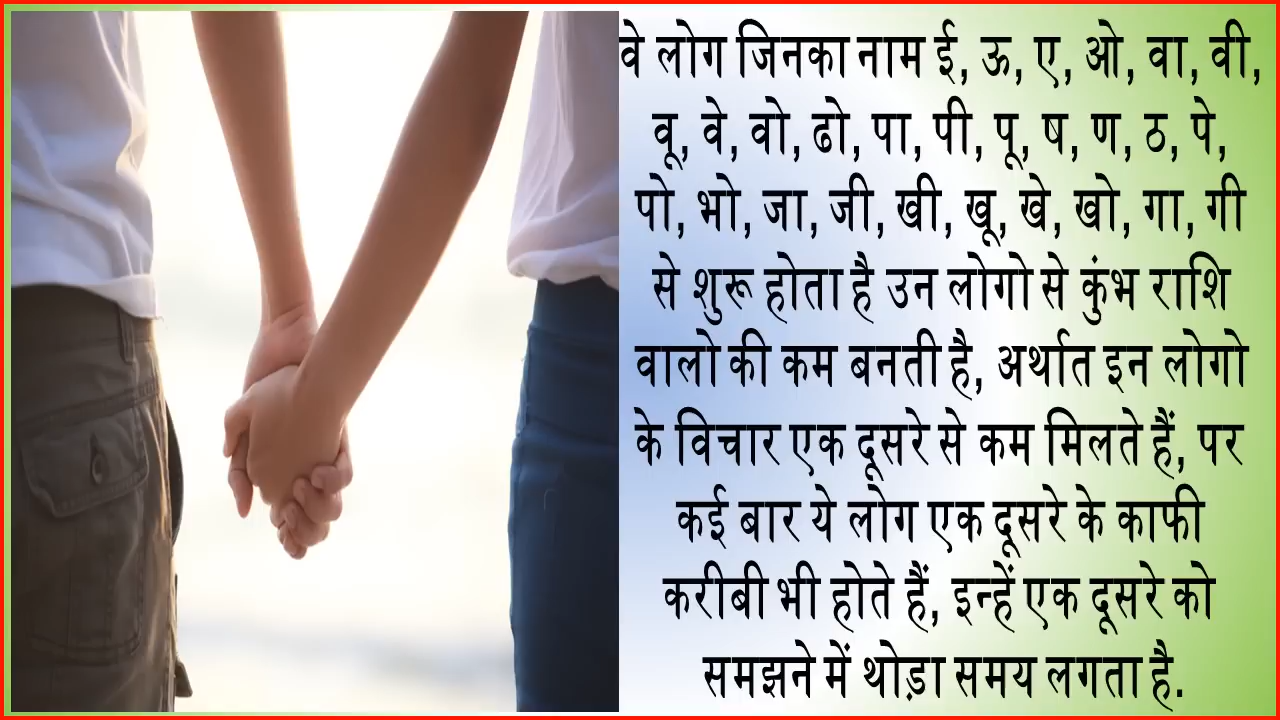 वे लोग जिनका नाम ई, ऊ, ए, ओ, वा, वी,
वू, वे, वो, ढो, पा, पी, पू, ष, ण, ठ, पे,
पो, भो, जा, जी, खी, खू, खे, खो, गा, गी
से शुरू होता है उन लोगो से कुंभ राशि
वालो की कम बनती है, अर्थात इन लोगो
के विचार एक दूसरे से कम मिलते हैं, पर
कई बार ये लोग एक दूसरे के काफी
करीबी भी होते हैं, इन्हें एक दूसरे को
समझने में थोड़ा समय लगता है.